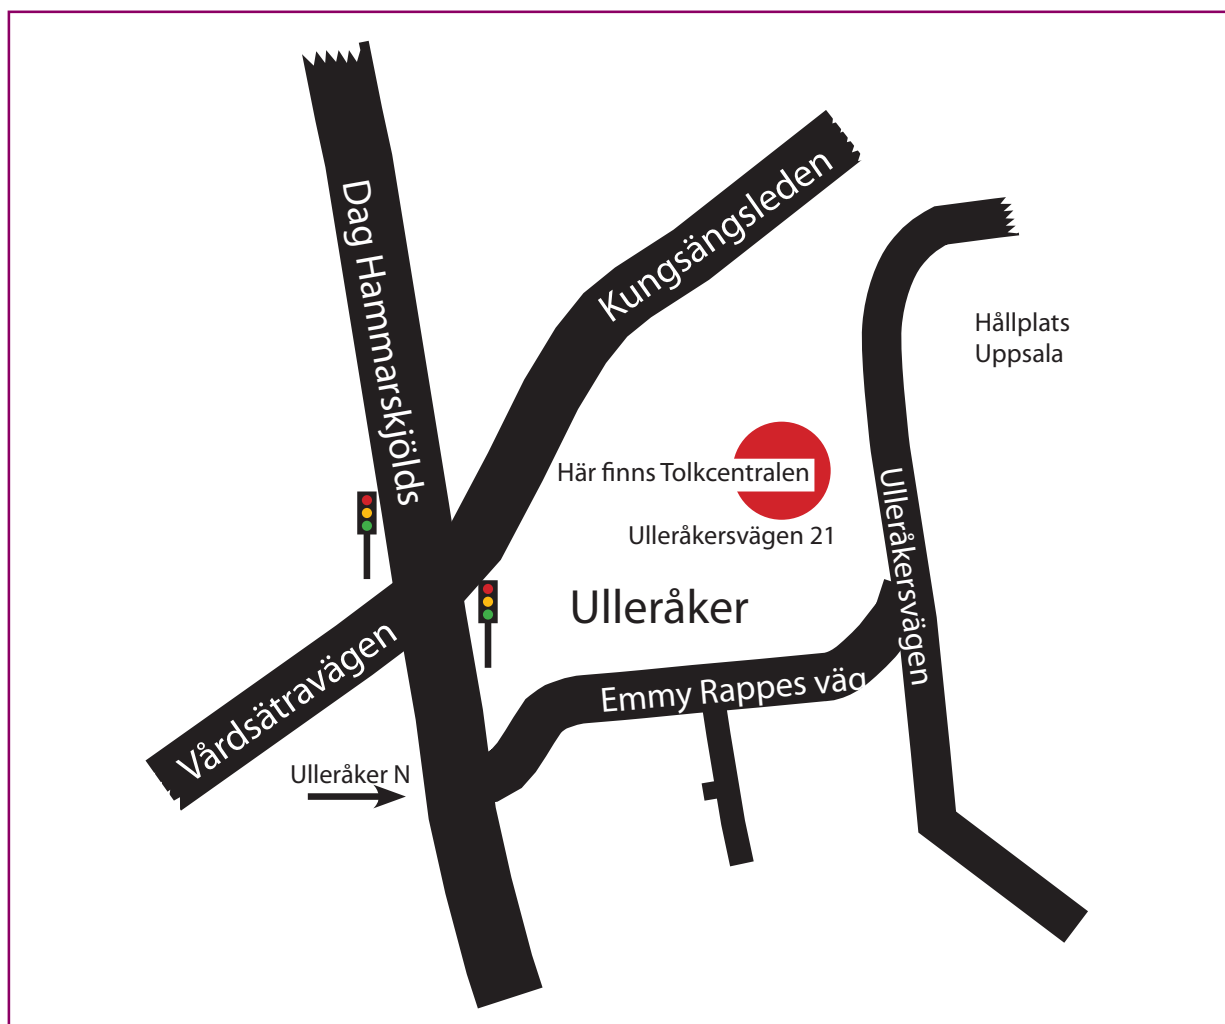 Dag Hammarskjölds
Kungsängsleden
Hållplats
Uppsala
Här finns Tolkcentralen
Ulleråkersvägen 21
Ulleråkersvägen
Ulleråker
Vårdsätravägen
Emmy Rappes väg
Ulleråker N